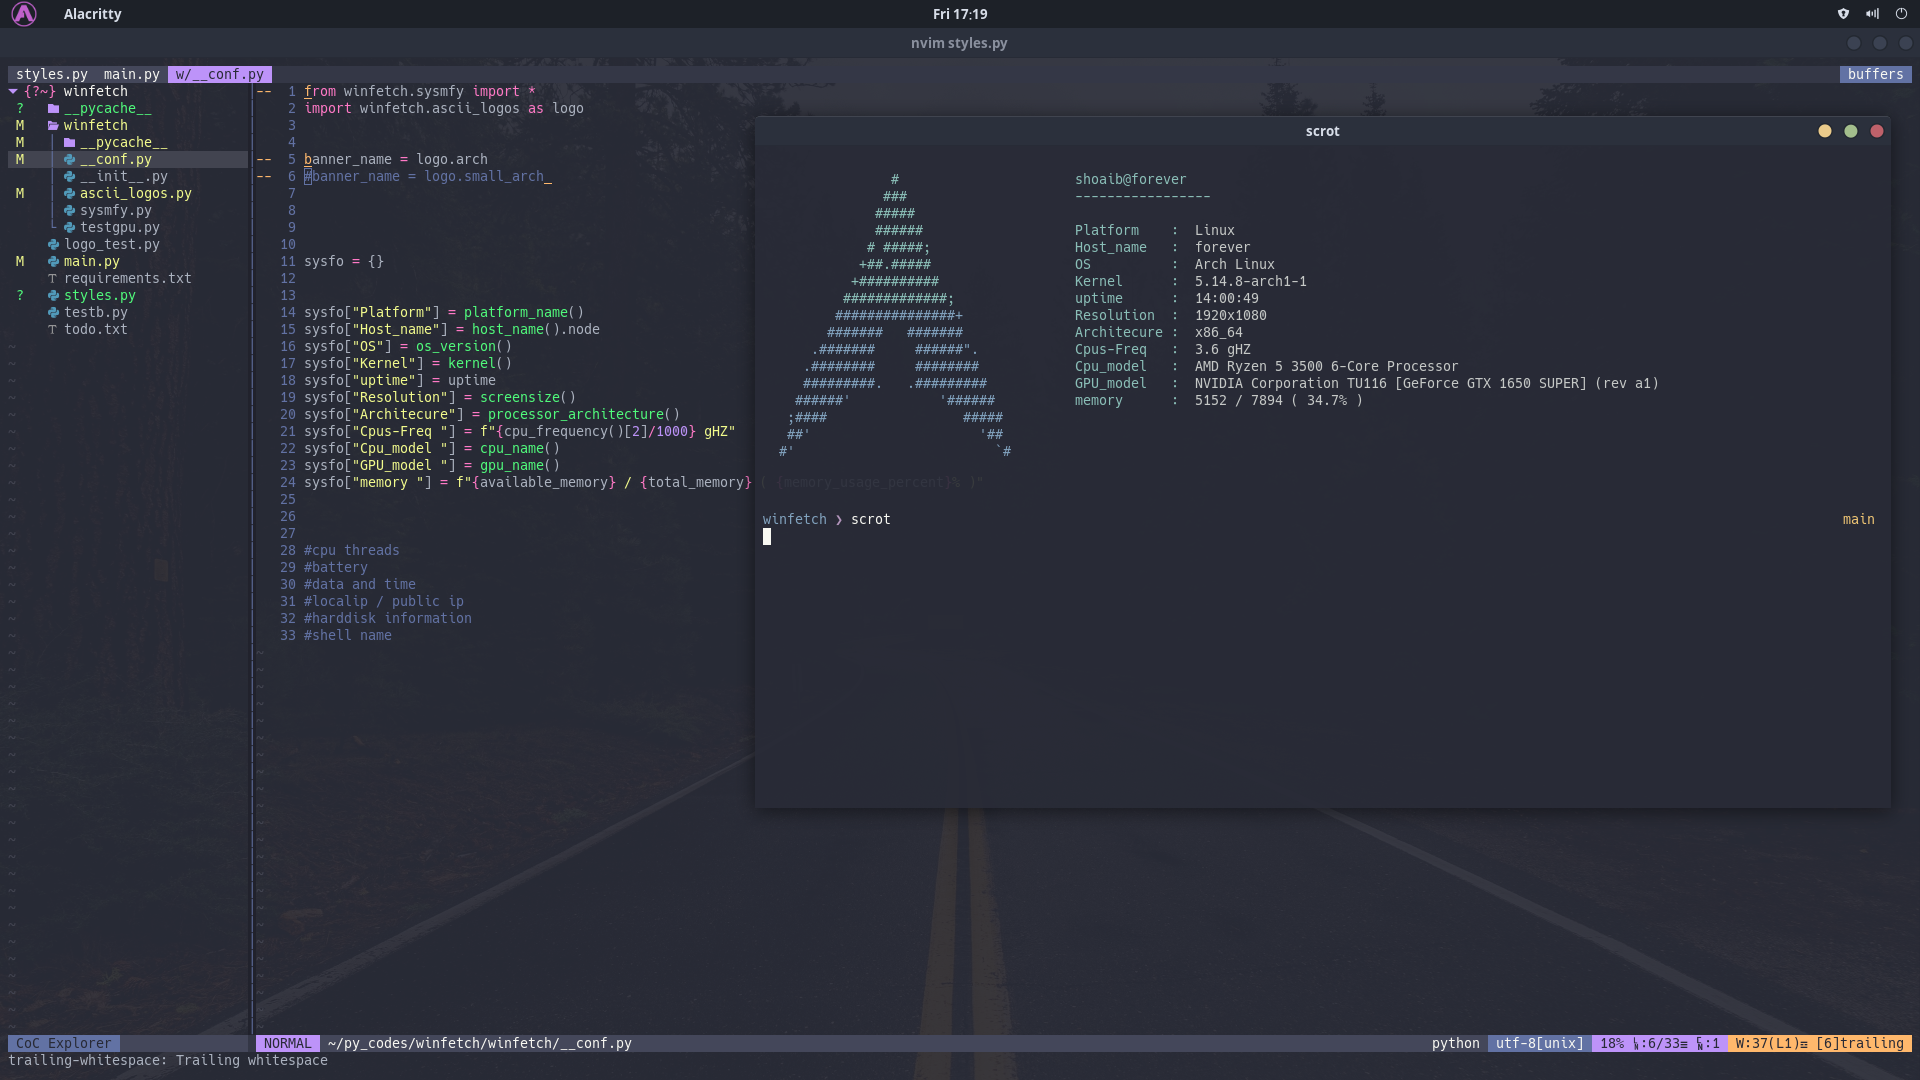 Alacritty
Fri 17:19
nvim styles.py
styles.py  main.py  w/__conf.py
buffers
{?~} winfetch
? __pycache__
M winfetch
M __pycache__
M __conf.py
__init__.py
M ascii_logos.py
sysmfy.py
testgpu.py
logo_test.py
M main.py
requirements.txt
? styles.py
testb.py
todo.txt
-- 1 from winfetch.sysmfy import *
2 import winfetch.ascii_logos as logo
3
4
-- 5 banner_name = logo.arch
-- 6 #banner_name = logo.small_arch_
7
8
9
10
11 sysfo = {}
12
13
14 sysfo["Platform"] = platform_name()
15 sysfo["Host_name"] = host_name().node
16 sysfo["OS"] = os_version()
17 sysfo["Kernel"] = kernel()
18 sysfo["uptime"] = uptime
19 sysfo["Resolution"] = screensize()
20 sysfo["Architecure"] = processor_architecture()
21 sysfo["Cpus-Freq "] = f"{cpu_frequency()[2]/1000} gHZ"
22 sysfo["Cpu_model "] = cpu_name()
23 sysfo["GPU_model "] = gpu_name()
24 sysfo["memory "] = f"{available_memory} / {total_memory} ( {memory_usage_percent}% )"
25
26
27
28 #cpu threads
29 #battery
30 #data and time
31 #localip / public ip
32 #harddisk information
33 #shell name
scrot
#
###
#####
######
# #####;
+##.#####
+##########
#############;
###############+
#######   #######
.#######     ######".
.########     ########
#########.   .#########
######'           '######
;####                 #####
##'                     '##
#'                         `#
shoaib@forever
-----------------
Platform    :  Linux
Host_name   :  forever
OS          :  Arch Linux
Kernel      :  5.14.8-arch1-1
uptime      :  14:00:49
Resolution  :  1920x1080
Architecure :  x86_64
Cpus-Freq   :  3.6 gHZ
Cpu_model   :  AMD Ryzen 5 3500 6-Core Processor
GPU_model   :  NVIDIA Corporation TU116 [GeForce GTX 1650 SUPER] (rev a1)
memory      :  5152 / 7894 ( 34.7% )
winfetch ❯ scrot
main
CoC Explorer
NORMAL  ~/py_codes/winfetch/winfetch/__conf.py
python  utf-8[unix]  18% ㏑:6/33≡ ℅:1  W:37(L1)≡ [6]trailing
trailing-whitespace: Trailing whitespace